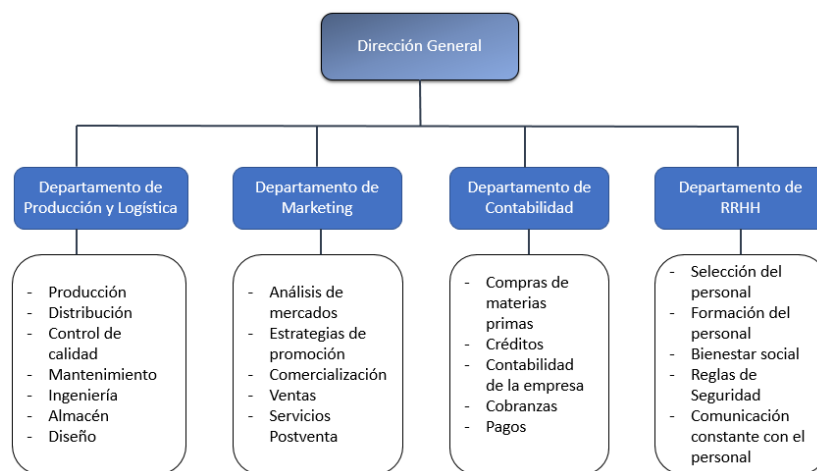 Dirección General
Departamento de
Producción y Logística
Departamento de
Marketing
Departamento de
Contabilidad
Departamento de
RRHH
- Producción
- Distribución
- Control de
calidad
- Mantenimiento
- Ingeniería
- Almacén
- Diseño
- Análisis de
mercados
- Estrategias de
promoción
- Comercialización
- Ventas
- Servicios
Postventa
- Compras de
materias
primas
- Créditos
- Contabilidad
de la empresa
- Cobranzas
- Pagos
- Selección del
personal
- Formación del
personal
- Bienestar social
- Reglas de
Seguridad
- Comunicación
constante con el
personal